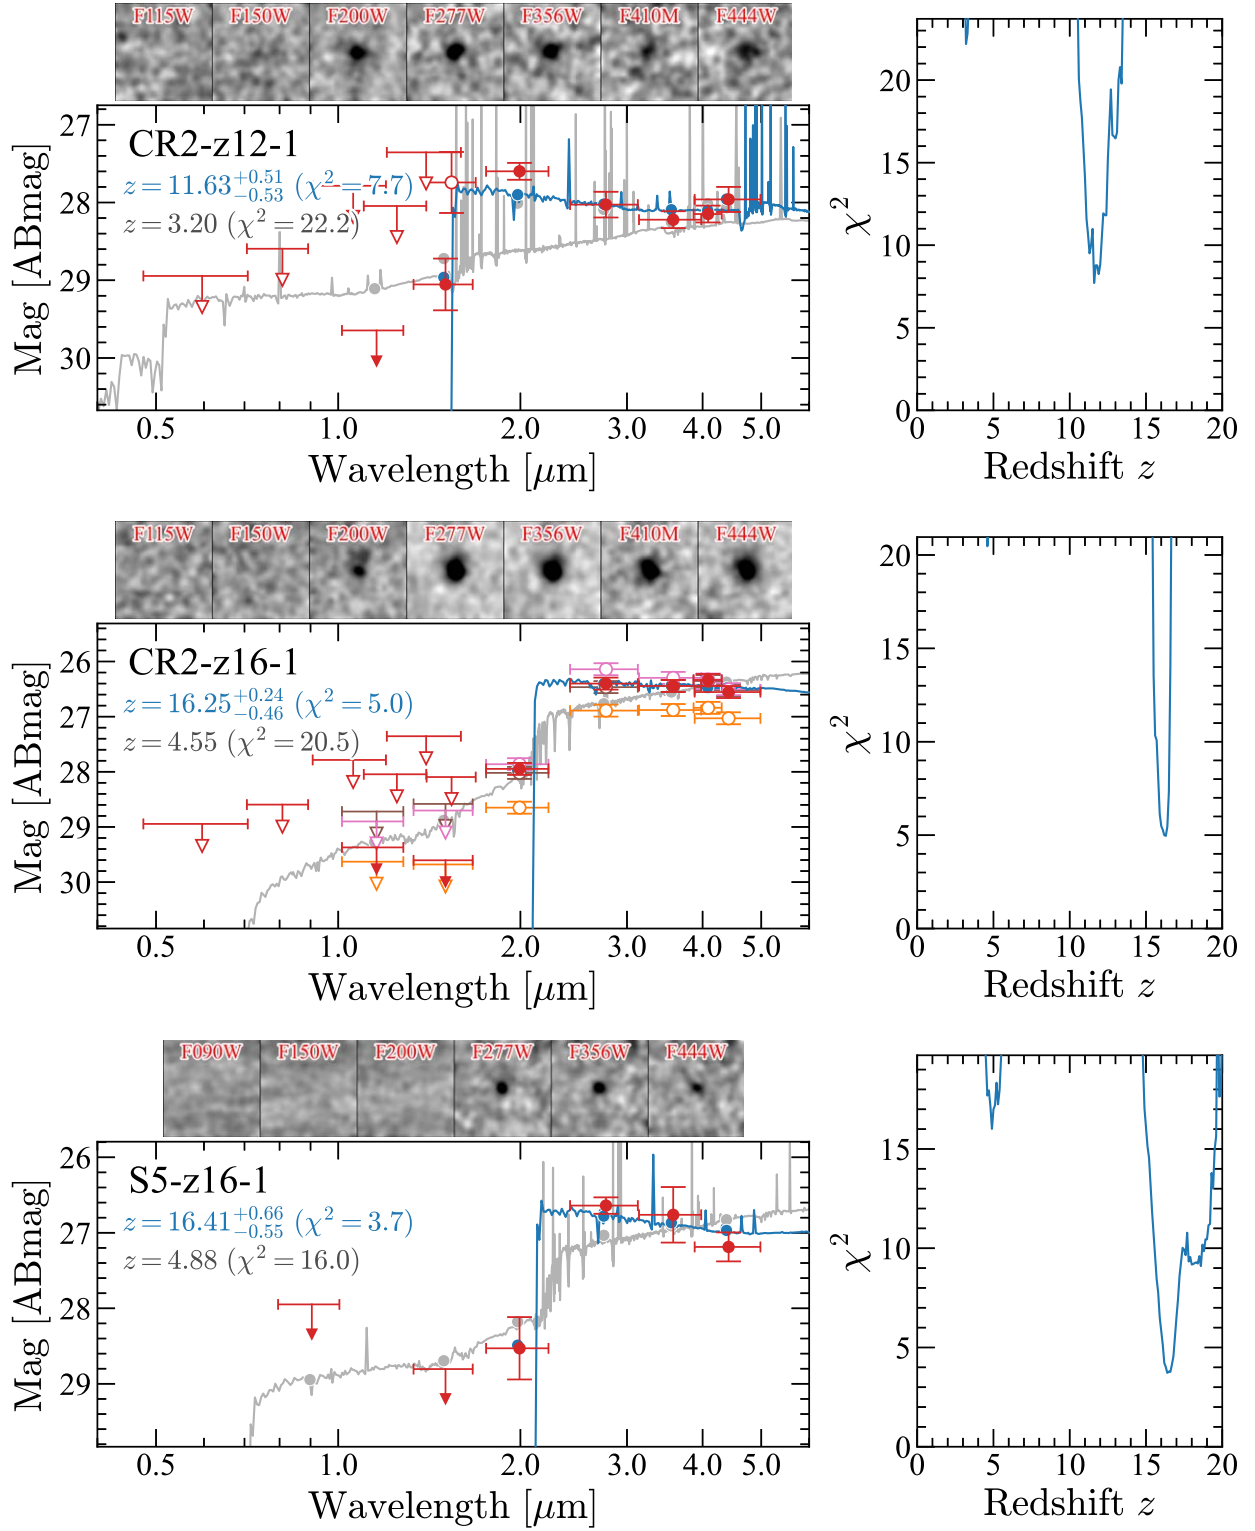 F115W F150W F200W F277W F356W F410M F444W
CR2-z12-1
z = 11.63 +0.51 −0.53 (χ² = 7.7)
z = 3.20 (χ² = 22.2)
Mag [ABmag]
27
28
29
30
0.5 1.0 2.0 3.0 4.0 5.0
Wavelength [μm]
χ²
20
15
10
5
0
0 5 10 15 20
Redshift z
F115W F150W F200W F277W F356W F410M F444W
CR2-z16-1
z = 16.25 +0.24 −0.46 (χ² = 5.0)
z = 4.55 (χ² = 20.5)
Mag [ABmag]
26
27
28
29
30
0.5 1.0 2.0 3.0 4.0 5.0
Wavelength [μm]
χ²
20
15
10
5
0
0 5 10 15 20
Redshift z
F090W F150W F200W F277W F356W F444W
S5-z16-1
z = 16.41 +0.66 −0.55 (χ² = 3.7)
z = 4.88 (χ² = 16.0)
Mag [ABmag]
26
27
28
29
0.5 1.0 2.0 3.0 4.0 5.0
Wavelength [μm]
χ²
15
10
5
0
0 5 10 15 20
Redshift z